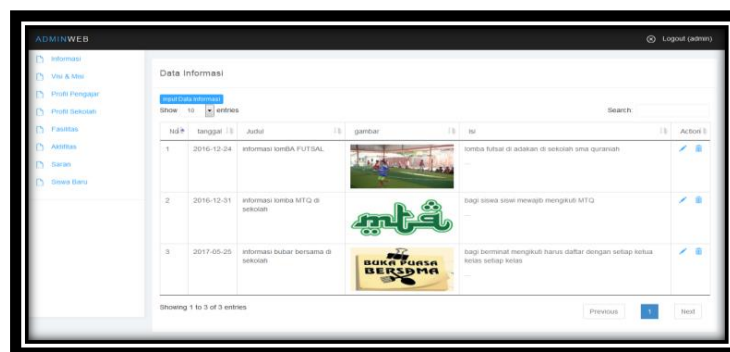 ADMINWEB
Logout (admin)
Informasi
Visi & Misi
Profil Pengajar
Profil Sekolah
Fasilitas
Aktifitas
Saran
Siswa Baru
Data Informasi
Input Data Informasi
Show 10 entries
Search:
No tanggal Judul gambar Isi Action
1 2016-12-24 informasi lomBA FUTSAL lomba futsal di adakan di sekolah sma quraniah
...
2 2016-12-31 informasi lomba MTQ di sekolah mtq bagi siswa siswi mewajib mengikuti MTQ
...
3 2017-05-25 informasi bubar bersama di sekolah BUKA PUASA BERSAMA bagi berminat mengikuti harus daftar dengan setiap ketua
kelas setiap kelas
...
Showing 1 to 3 of 3 entries
Previous 1 Next